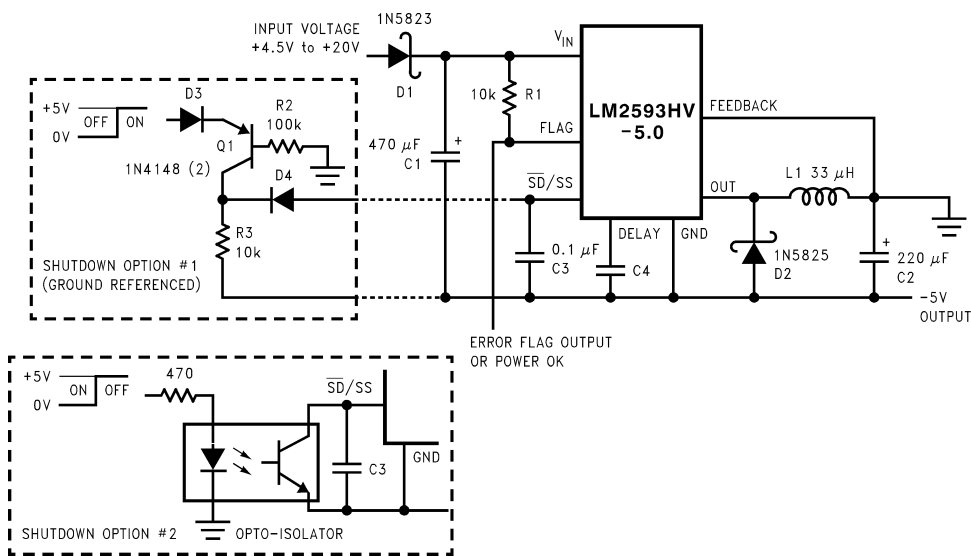 1N5823
INPUT VOLTAGE
+4.5V to +20V
VIN
D1
10k R1
LM2593HV
−5.0
FEEDBACK
FLAG
D3
+5V
OFF ON
0V
R2
100k
Q1
1N4148 (2)
D4
470 µF +
C1
SD/SS
OUT
L1 33 µH
R3
10k
DELAY
GND
0.1 µF
C3
C4
1N5825
D2
+
220 µF
C2
SHUTDOWN OPTION #1
(GROUND REFERENCED)
−5V
OUTPUT
ERROR FLAG OUTPUT
OR POWER OK
+5V
ON OFF
0V
470
SD/SS
GND
C3
SHUTDOWN OPTION #2
OPTO-ISOLATOR